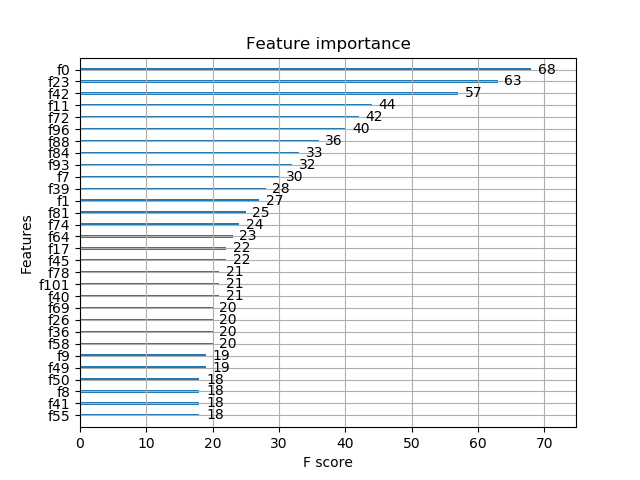 Feature importance
f0 68
f23 63
f42 57
f11 44
f72 42
f96 40
f88 36
f84 33
f93 32
f7 30
f39 28
f1 27
f81 25
f74 24
f64 23
f17 22
f45 22
f78 21
f101 21
f40 21
f69 20
f26 20
f36 20
f58 20
f9 19
f49 19
f50 18
f8 18
f41 18
f55 18
Features
0 10 20 30 40 50 60 70
F score